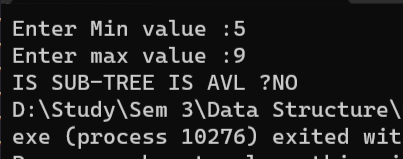 Enter Min value :5
Enter max value :9
IS SUB-TREE IS AVL ?NO
D:\Study\Sem 3\Data Structure\
exe (process 10276) exited wit